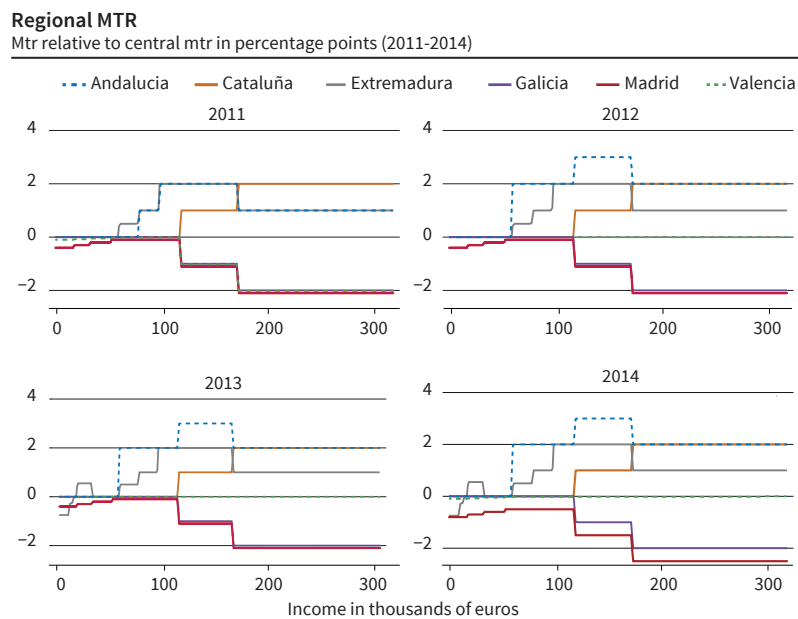 Regional MTR
Mtr relative to central mtr in percentage points (2011-2014)
Andalucia Cataluña Extremadura Galicia Madrid Valencia
2011
4
2
0
−2
0 100 200 300
2012
4
2
0
−2
0 100 200 300
2013
4
2
0
−2
0 100 200 300
2014
4
2
0
−2
0 100 200 300
Income in thousands of euros